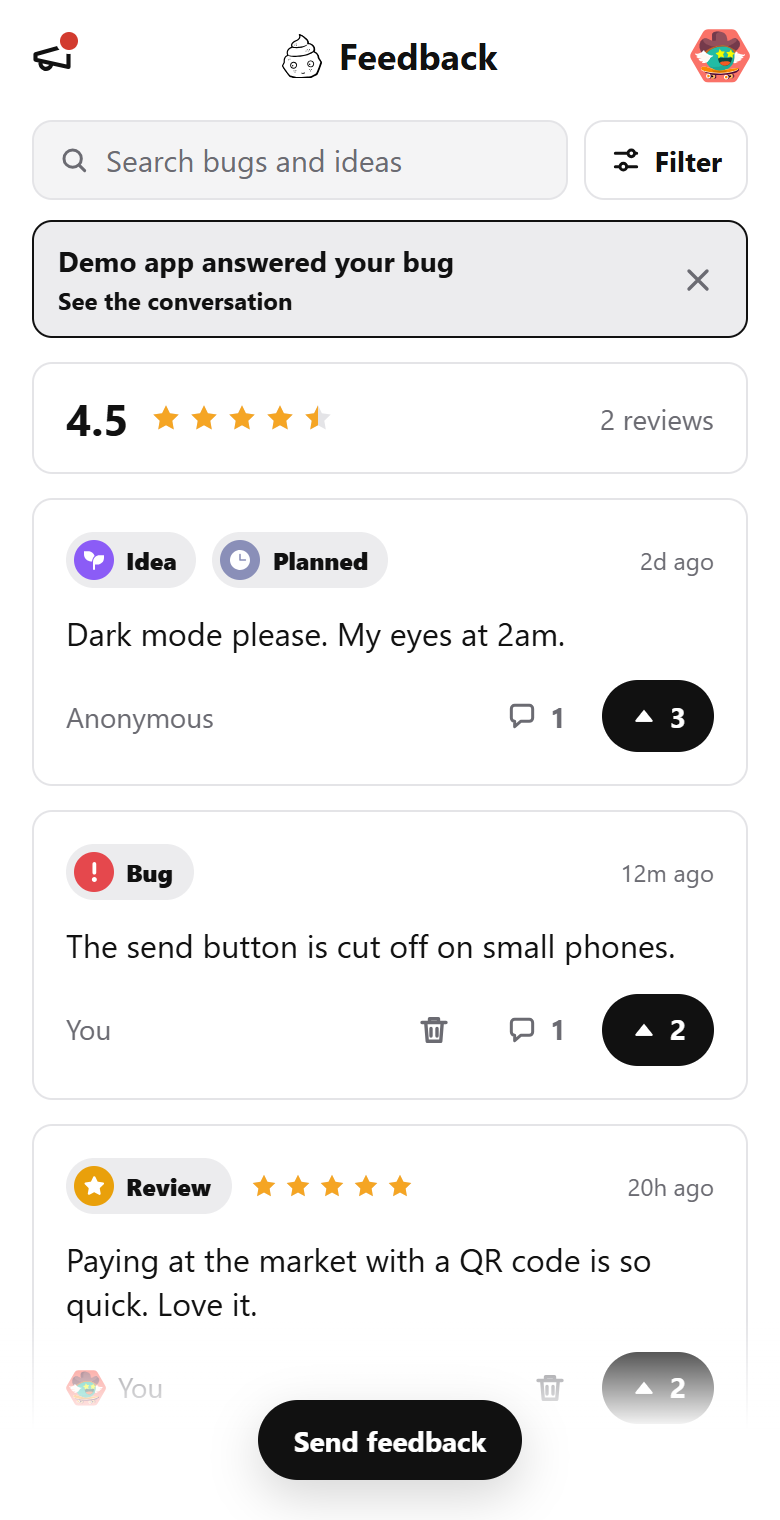 Feedback
Search bugs and ideas
Filter
Demo app answered your bug
See the conversation
4.5
2 reviews
Idea
Planned
2d ago
Dark mode please. My eyes at 2am.
Anonymous
1
3
Bug
12m ago
The send button is cut off on small phones.
You
1
2
Review
20h ago
Paying at the market with a QR code is so
quick. Love it.
You
2
Send feedback